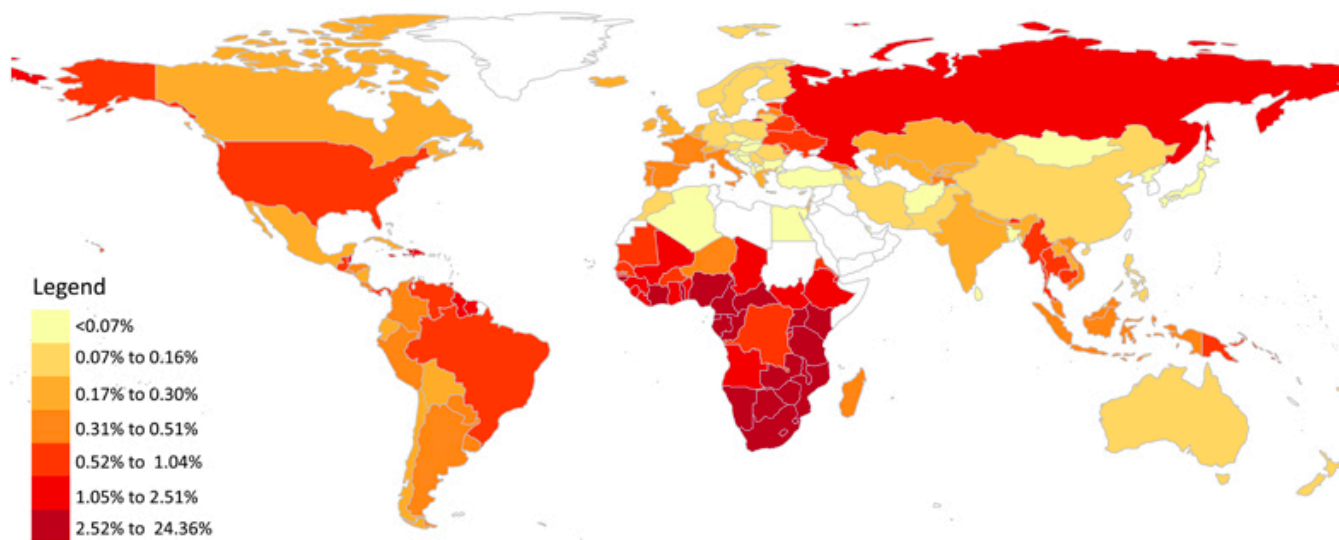 Legend
<0.07%
0.07% to 0.16%
0.17% to 0.30%
0.31% to 0.51%
0.52% to 1.04%
1.05% to 2.51%
2.52% to 24.36%